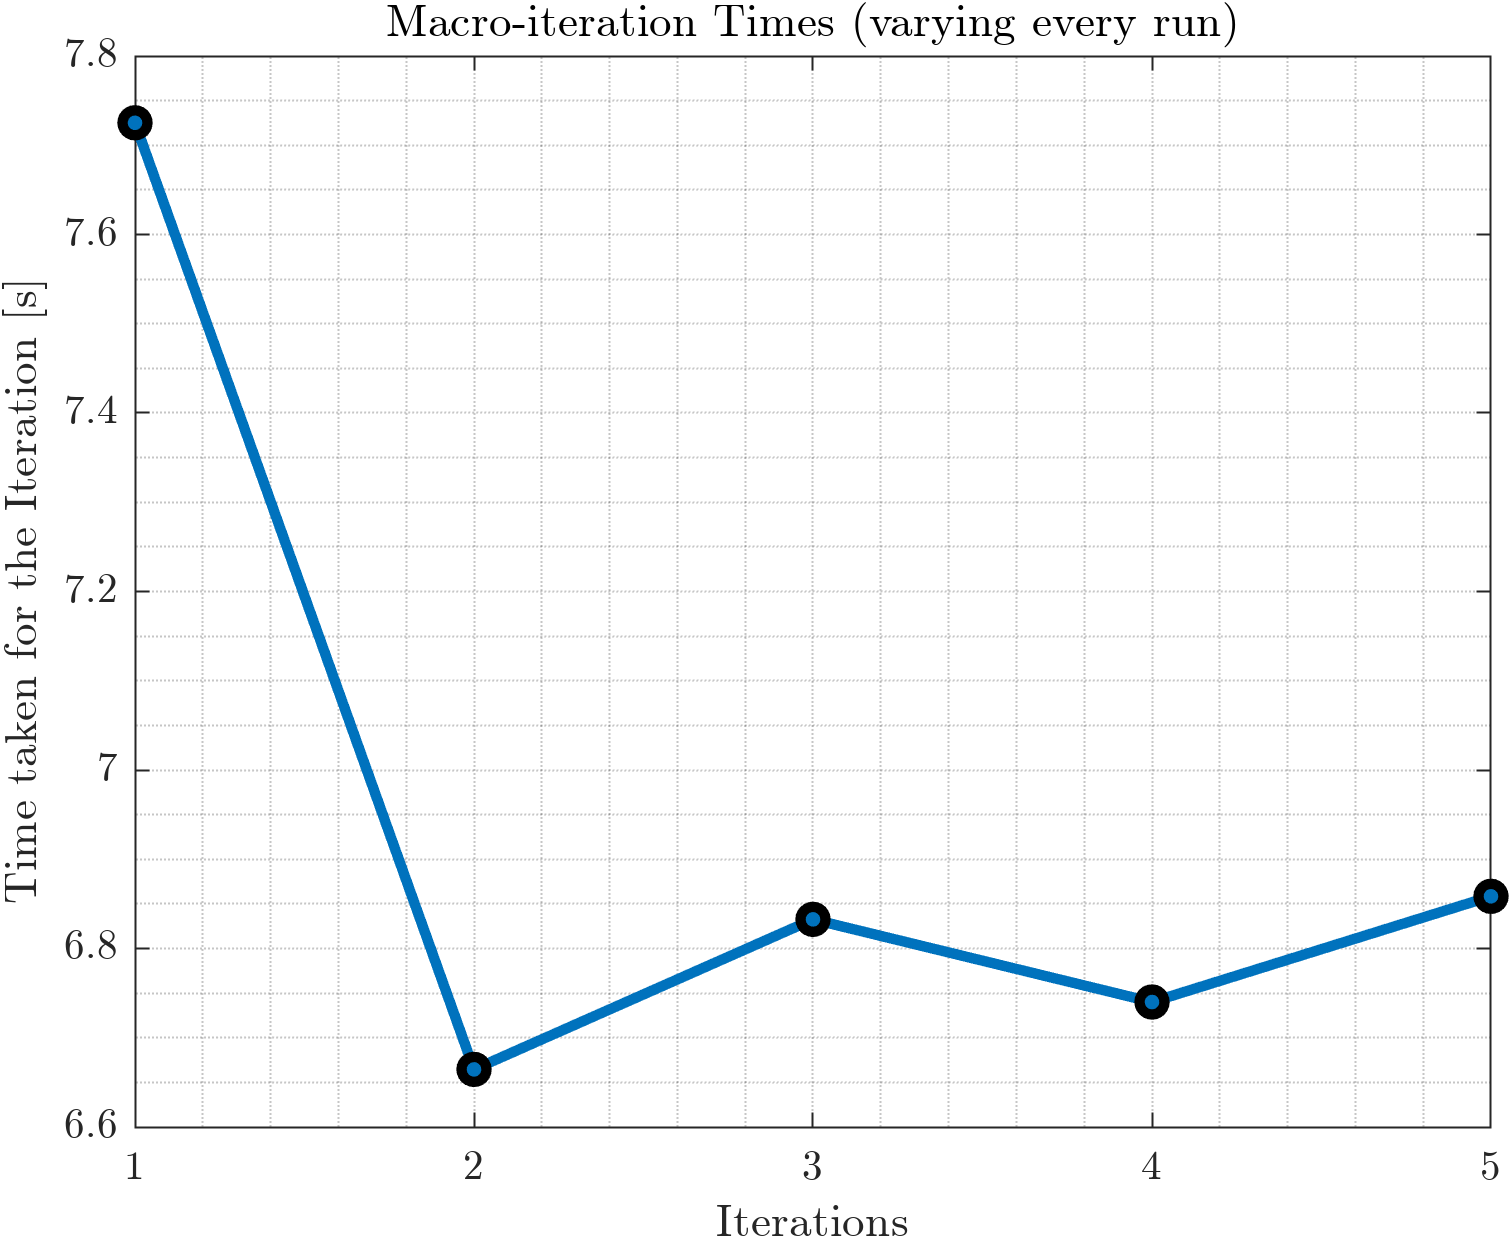 Macro-iteration Times (varying every run)
7.8
7.6
7.4
7.2
7
6.8
6.6
Time taken for the Iteration [s]
1 2 3 4 5
Iterations